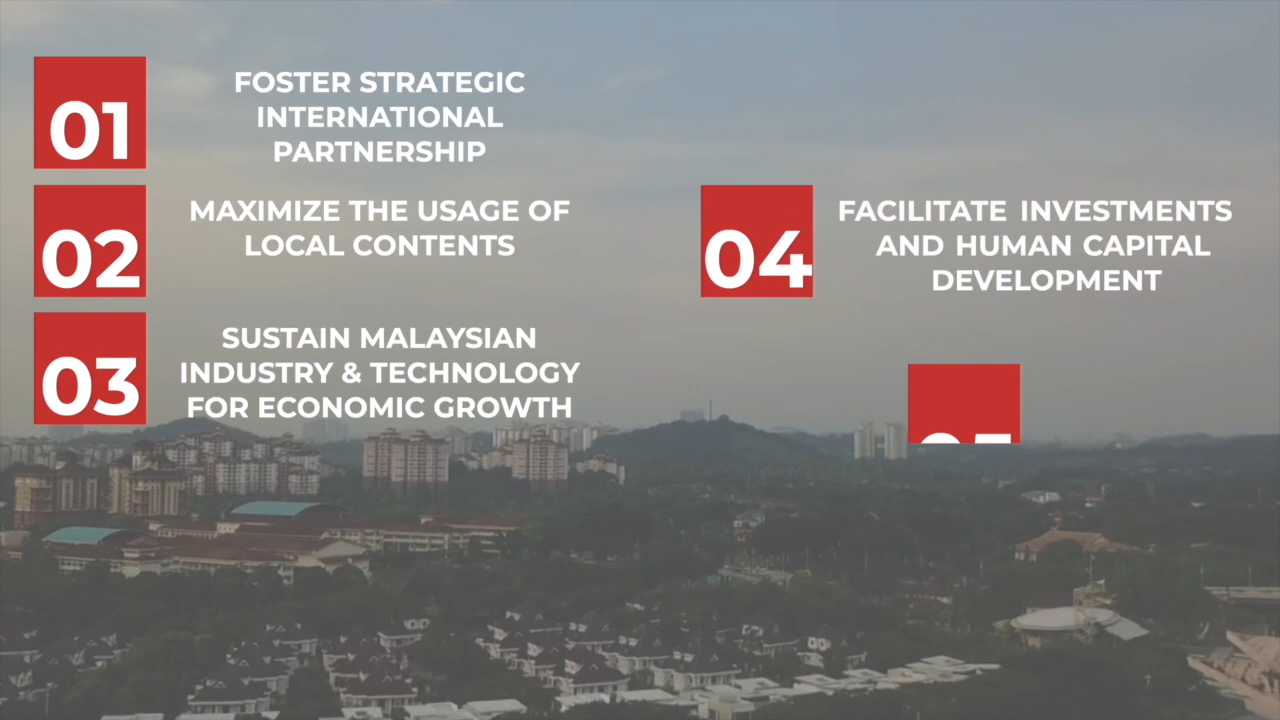 01
FOSTER STRATEGIC
INTERNATIONAL
PARTNERSHIP
02
MAXIMIZE THE USAGE OF
LOCAL CONTENTS
03
SUSTAIN MALAYSIAN
INDUSTRY & TECHNOLOGY
FOR ECONOMIC GROWTH
04
FACILITATE INVESTMENTS
AND HUMAN CAPITAL
DEVELOPMENT